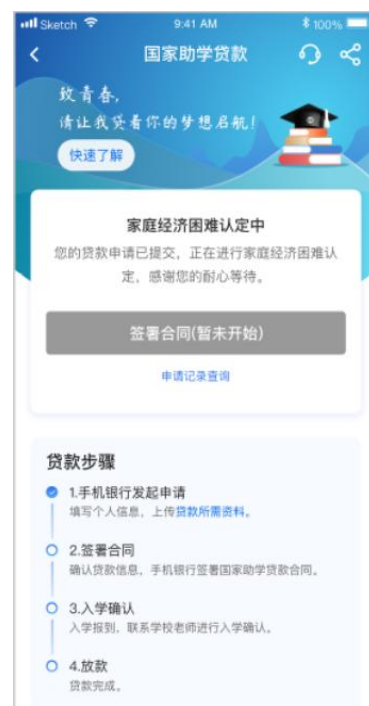 Sketch 9:41 AM 100%
国家助学贷款
致青春,
请让我贷着你的梦想启航!
快速了解
家庭经济困难认定中
您的贷款申请已提交，正在进行家庭经济困难认
定，感谢您的耐心等待。
签署合同(暂未开始)
申请记录查询
贷款步骤
1.手机银行发起申请
填写个人信息，上传贷款所需资料。
2.签署合同
确认贷款信息，手机银行签署国家助学贷款合同。
3.入学确认
入学报到，联系学校老师进行入学确认。
4.放款
贷款完成。